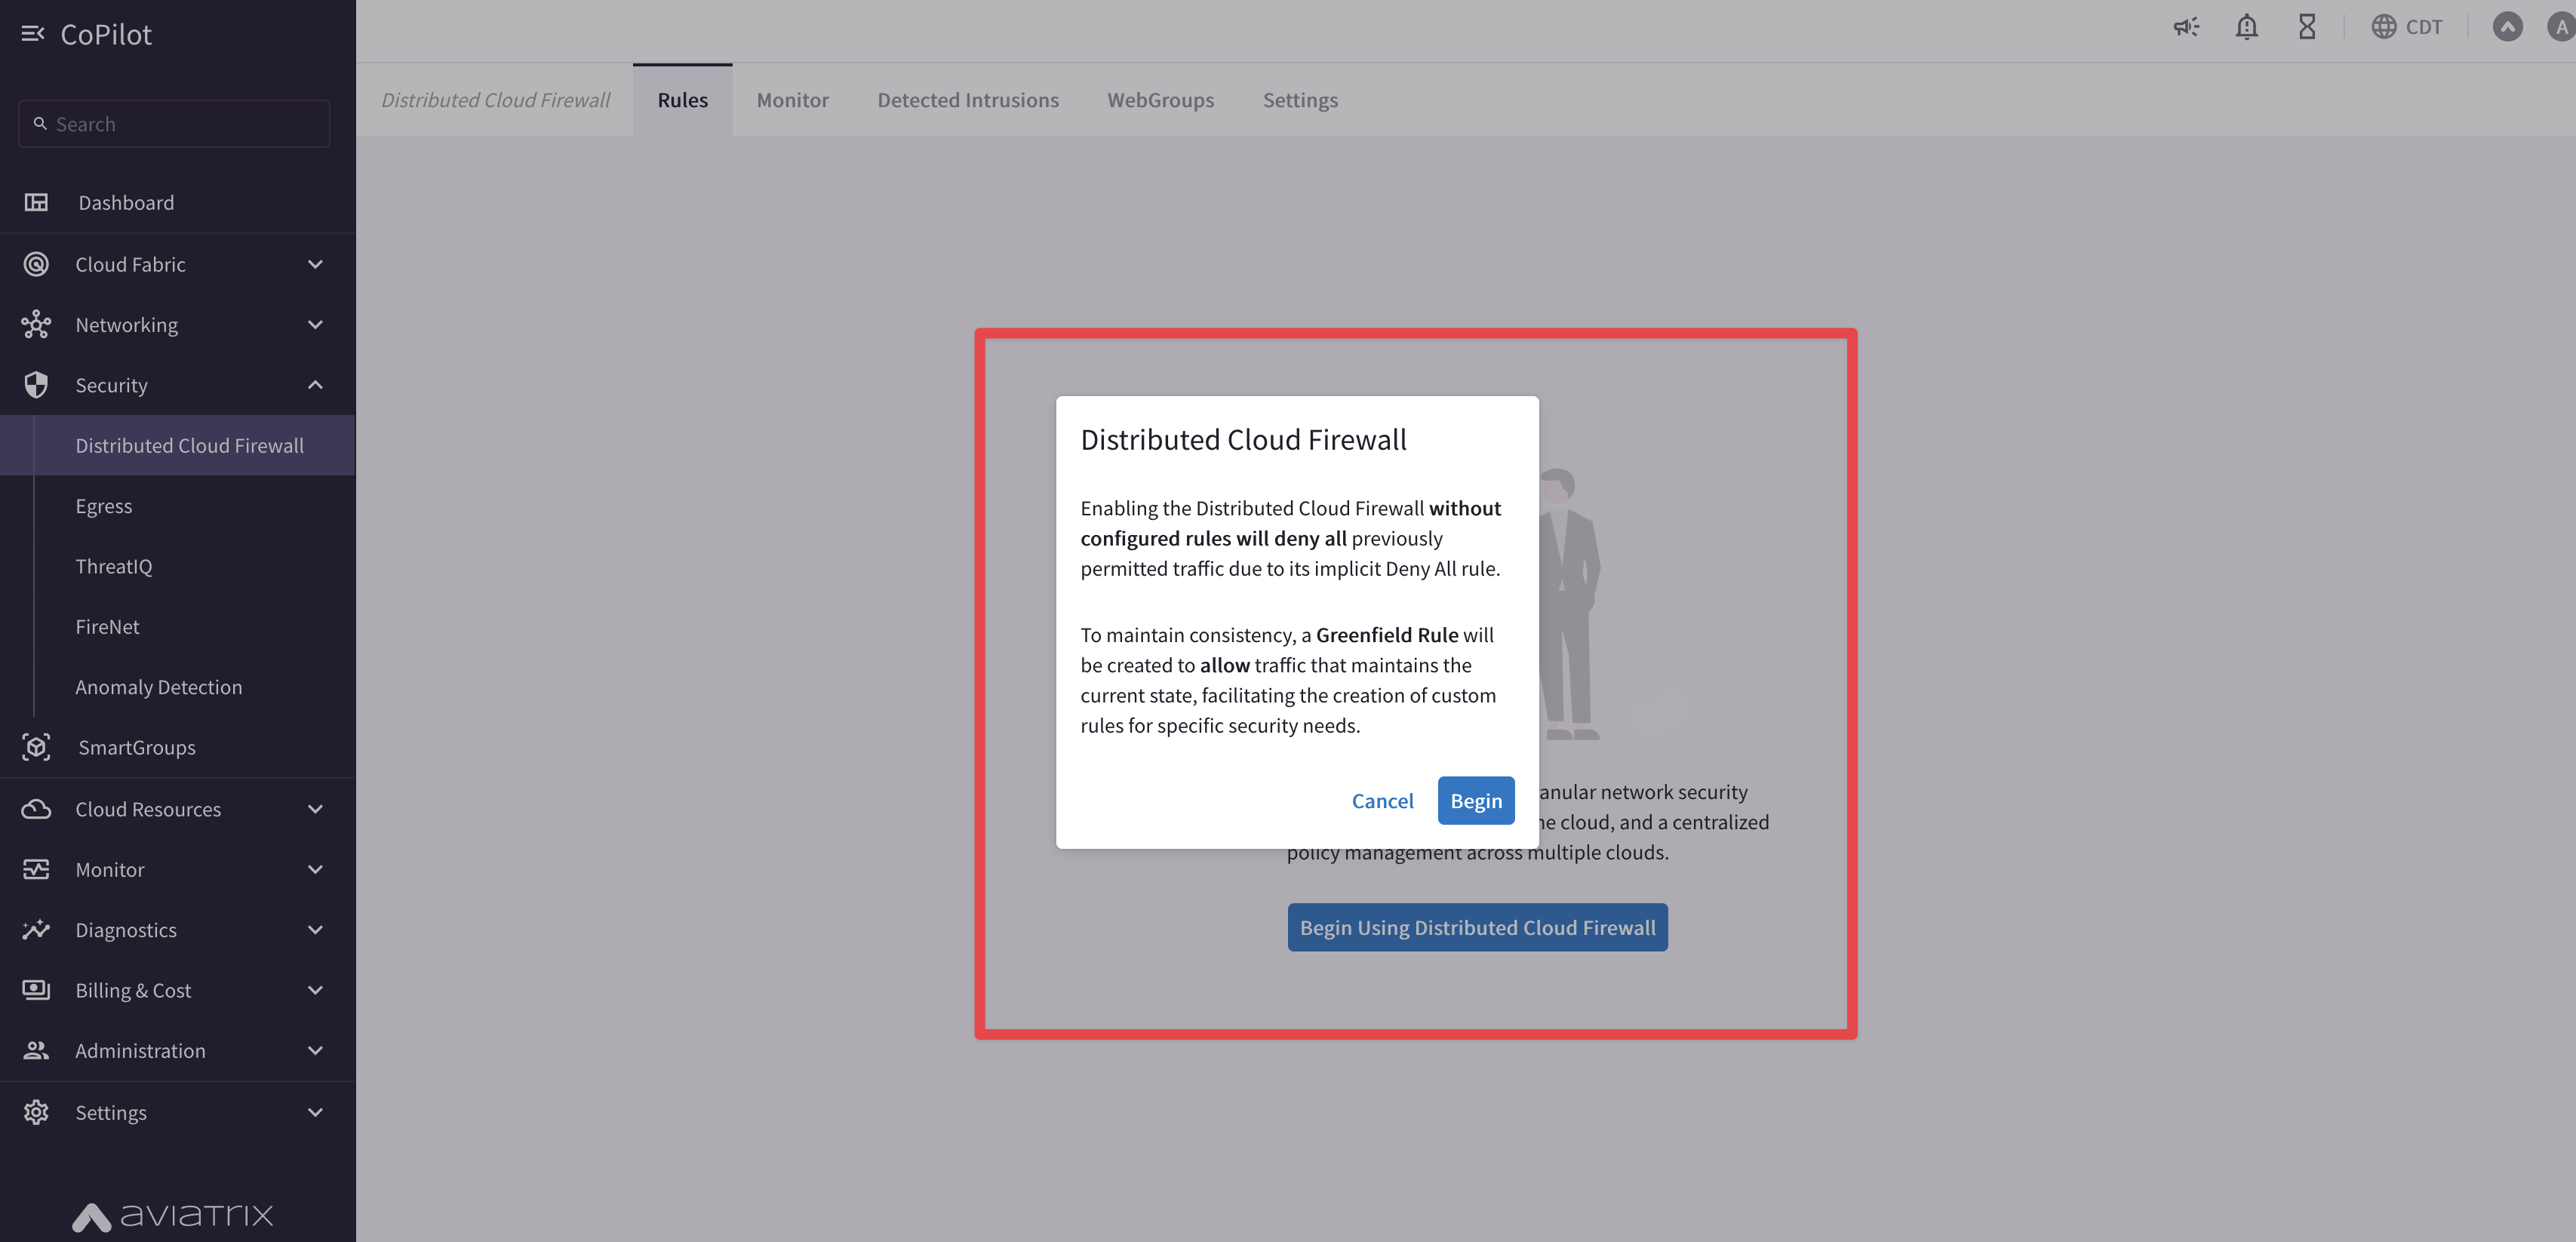 CoPilot
Search
Dashboard
Cloud Fabric
Networking
Security
Distributed Cloud Firewall
Egress
ThreatIQ
FireNet
Anomaly Detection
SmartGroups
Cloud Resources
Monitor
Diagnostics
Billing & Cost
Administration
Settings
aviatrix
CDT
A
Distributed Cloud Firewall
Rules
Monitor
Detected Intrusions
WebGroups
Settings
Distributed Cloud Firewall
Enabling the Distributed Cloud Firewall without
configured rules will deny all previously
permitted traffic due to its implicit Deny All rule.
To maintain consistency, a Greenfield Rule will
be created to allow traffic that maintains the
current state, facilitating the creation of custom
rules for specific security needs.
Cancel
Begin
network security
cloud, and a centralized
policy management across multiple clouds.
Begin Using Distributed Cloud Firewall